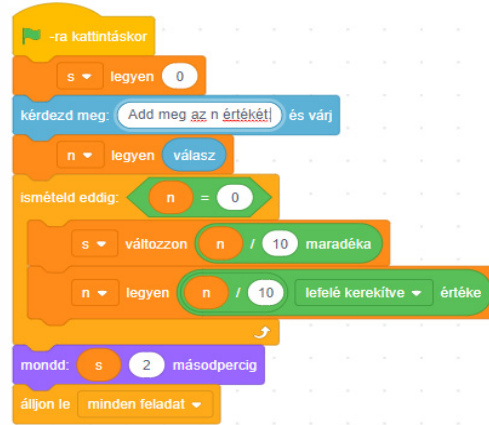 -ra kattintáskor
s legyen 0
kérdezd meg: Add meg az n értékét! és várj
n legyen válasz
ismételd eddig: n = 0
s változzon n / 10 maradéka
n legyen n / 10 lefelé kerekítve értéke
mondd: s 2 másodpercig
álljon le minden feladat